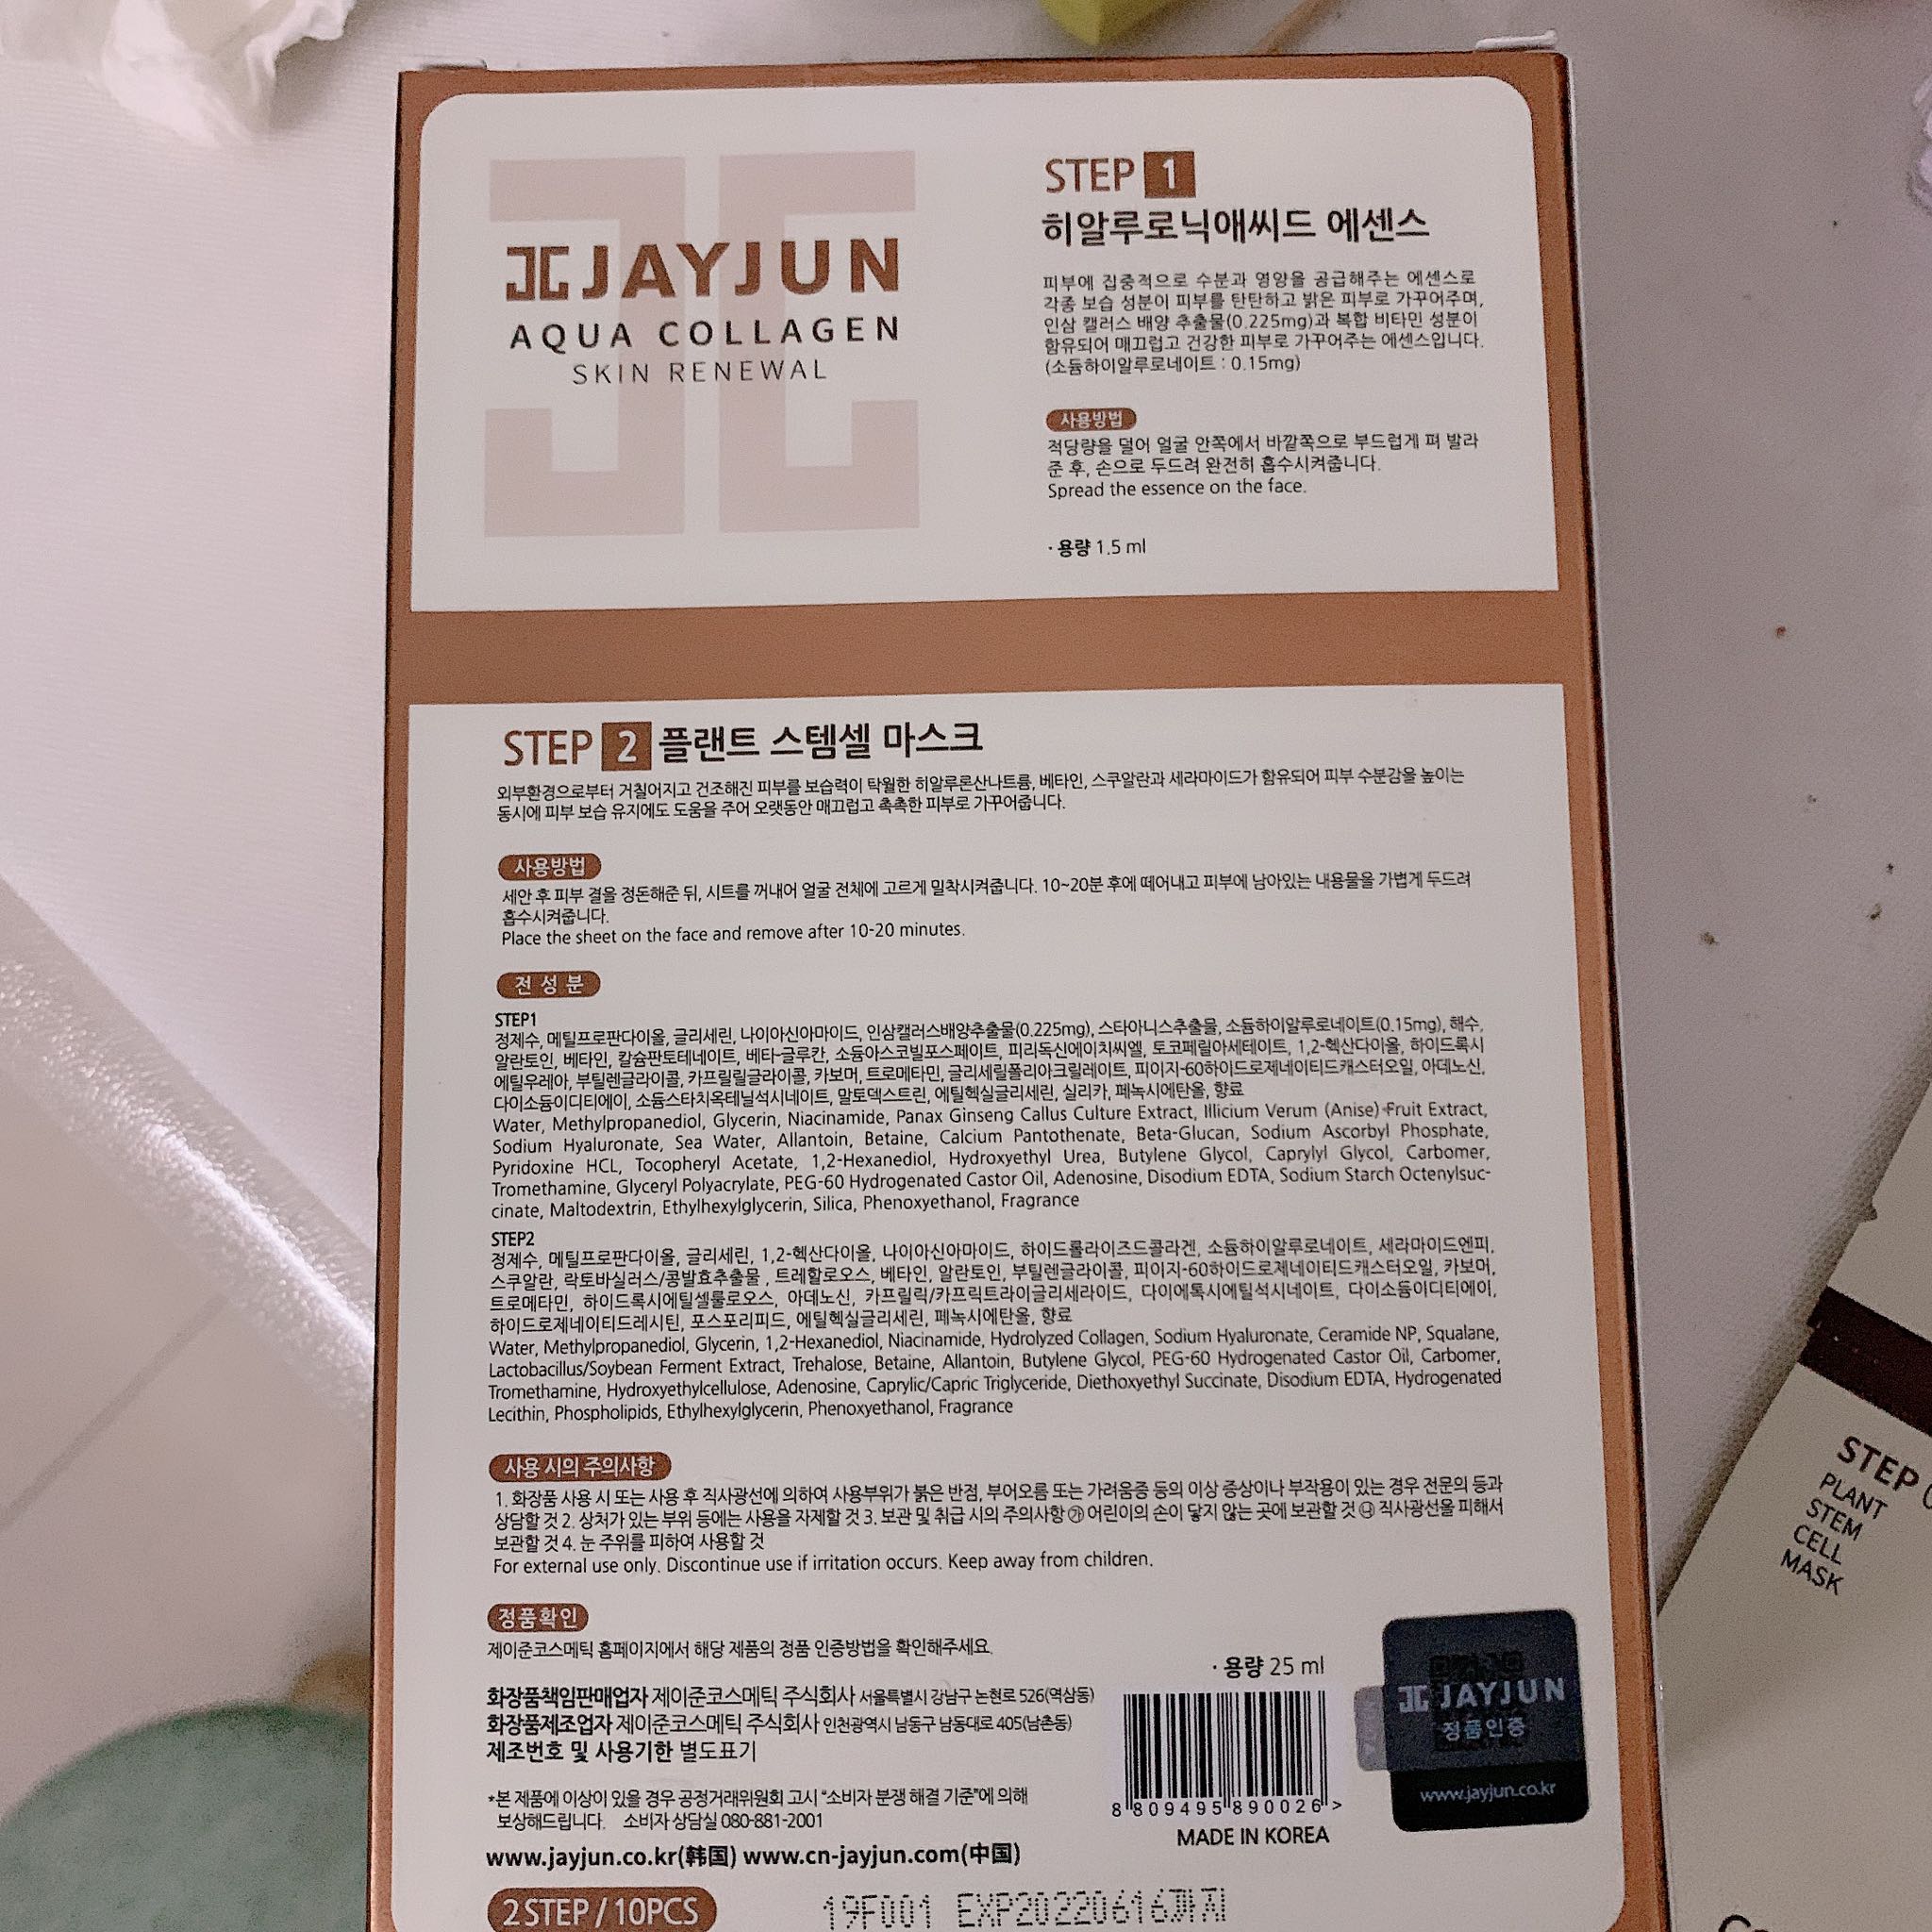 JAYJUN
AQUA COLLAGEN
SKIN RENEWAL
STEP 1
히알루로닉애씨드 에센스
피부에 집중적으로 수분과 영양을 공급해주는 에센스로
각종 보습 성분이 피부를 탄탄하고 밝은 피부로 가꾸어주며,
인삼 캘러스 배양 추출물(0.225mg)과 복합 비타민 성분이
함유되어 매끄럽고 건강한 피부로 가꾸어주는 에센스입니다.
(소듐하이알루로네이트 : 0.15mg)
사용방법
적당량을 덜어 얼굴 안쪽에서 바깥쪽으로 부드럽게 펴 발라
준 후, 손으로 두드려 완전히 흡수시켜줍니다.
Spread the essence on the face.
· 용량 1.5 ml
STEP 2 플랜트 스템셀 마스크
외부환경으로부터 거칠어지고 건조해진 피부를 보습력이 탁월한 히알루론산나트륨, 베타인, 스쿠알란과 세라마이드가 함유되어 피부 수분감을 높이는
동시에 피부 보습 유지에도 도움을 주어 오랫동안 매끄럽고 촉촉한 피부로 가꾸어줍니다.
사용방법
세안 후 피부 결을 정돈해준 뒤, 시트를 꺼내어 얼굴 전체에 고르게 밀착시켜줍니다. 10~20분 후에 떼어내고 피부에 남아있는 내용물을 가볍게 두드려
흡수시켜줍니다.
Place the sheet on the face and remove after 10-20 minutes.
전 성 분
STEP1
정제수, 메틸프로판다이올, 글리세린, 나이아신아마이드, 인삼캘러스배양추출물(0.225mg), 스타아니스추출물, 소듐하이알루로네이트(0.15mg), 해수,
알란토인, 베타인, 칼슘판토테네이트, 베타-글루칸, 소듐아스코빌포스페이트, 피리독신에이치씨엘, 토코페릴아세테이트, 1,2-헥산다이올, 하이드록시
에틸우레아, 부틸렌글라이콜, 카프릴릴글라이콜, 카보머, 트로메타민, 글리세릴폴리아크릴레이트, 피이지-60하이드로제네이티드캐스터오일, 아데노신,
다이소듐이디티에이, 소듐스타치옥테닐석시네이트, 말토덱스트린, 에틸헥실글리세린, 실리카, 페녹시에탄올, 향료
Water, Methylpropanediol, Glycerin, Niacinamide, Panax Ginseng Callus Culture Extract, Illicium Verum (Anise) Fruit Extract,
Sodium Hyaluronate, Sea Water, Allantoin, Betaine, Calcium Pantothenate, Beta-Glucan, Sodium Ascorbyl Phosphate,
Pyridoxine HCL, Tocopheryl Acetate, 1,2-Hexanediol, Hydroxyethyl Urea, Butylene Glycol, Caprylyl Glycol, Carbomer,
Tromethamine, Glyceryl Polyacrylate, PEG-60 Hydrogenated Castor Oil, Adenosine, Disodium EDTA, Sodium Starch Octenylsuc-
cinate, Maltodextrin, Ethylhexylglycerin, Silica, Phenoxyethanol, Fragrance
STEP2
정제수, 메틸프로판다이올, 글리세린, 1,2-헥산다이올, 나이아신아마이드, 하이드롤라이즈드콜라겐, 소듐하이알루로네이트, 세라마이드엔피,
스쿠알란, 락토바실러스/콩발효추출물 , 트레할로오스, 베타인, 알란토인, 부틸렌글라이콜, 피이지-60하이드로제네이티드캐스터오일, 카보머,
트로메타민, 하이드록시에틸셀룰로오스, 아데노신, 카프릴릭/카프릭트라이글리세라이드, 다이에톡시에틸석시네이트, 다이소듐이디티에이,
하이드로제네이티드레시틴, 포스포리피드, 에틸헥실글리세린, 페녹시에탄올, 향료
Water, Methylpropanediol, Glycerin, 1,2-Hexanediol, Niacinamide, Hydrolyzed Collagen, Sodium Hyaluronate, Ceramide NP, Squalane,
Lactobacillus/Soybean Ferment Extract, Trehalose, Betaine, Allantoin, Butylene Glycol, PEG-60 Hydrogenated Castor Oil, Carbomer,
Tromethamine, Hydroxyethylcellulose, Adenosine, Caprylic/Capric Triglyceride, Diethoxyethyl Succinate, Disodium EDTA, Hydrogenated
Lecithin, Phospholipids, Ethylhexylglycerin, Phenoxyethanol, Fragrance
사용 시의 주의사항
1. 화장품 사용 시 또는 사용 후 직사광선에 의하여 사용부위가 붉은 반점, 부어오름 또는 가려움증 등의 이상 증상이나 부작용이 있는 경우 전문의 등과
상담할 것 2. 상처가 있는 부위 등에는 사용을 자제할 것 3. 보관 및 취급 시의 주의사항 ㉮ 어린이의 손이 닿지 않는 곳에 보관할 것 ㉯ 직사광선을 피해서
보관할 것 4. 눈 주위를 피하여 사용할 것
For external use only. Discontinue use if irritation occurs. Keep away from children.
정품확인
제이준코스메틱 홈페이지에서 해당 제품의 정품 인증방법을 확인해주세요.
· 용량 25 ml
화장품책임판매업자 제이준코스메틱 주식회사 서울특별시 강남구 논현로 526(역삼동)
화장품제조업자 제이준코스메틱 주식회사 인천광역시 남동구 남동대로 405(남촌동)
제조번호 및 사용기한 별도표기
*본 제품에 이상이 있을 경우 공정거래위원회 고시 "소비자 분쟁 해결 기준"에 의해
보상해드립니다. 소비자 상담실 080-881-2001
www.jayjun.co.kr(韩国) www.cn-jayjun.com(中国)
8 809495 890026 >
MADE IN KOREA
JAYJUN
정품인증
www.jayjun.co.kr
2 STEP / 10PCS
19F001 EXP20220616까지
STEP
PLANT
STEM
CELL
MASK